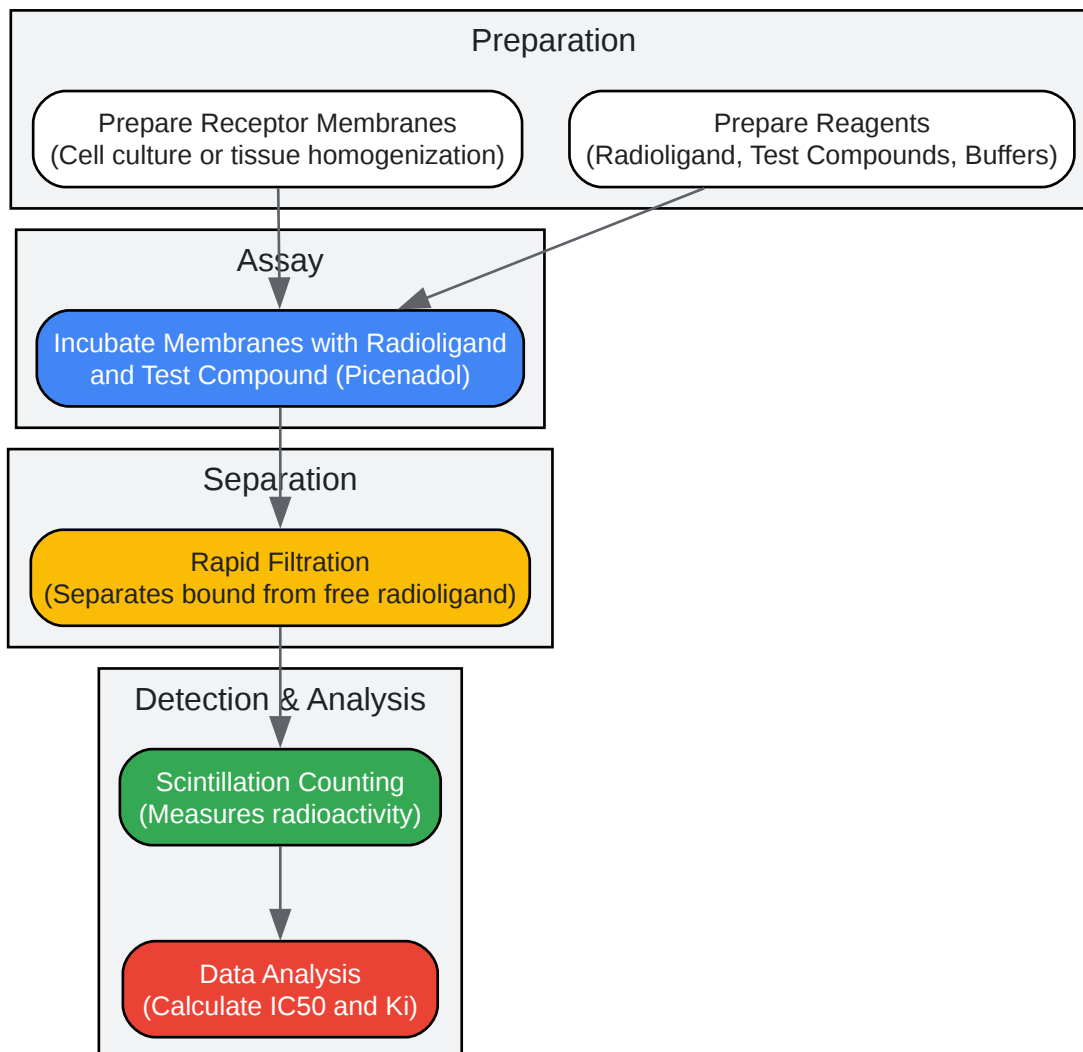 Preparation
Prepare Receptor Membranes
(Cell culture or tissue homogenization)
Prepare Reagents
(Radioligand, Test Compounds, Buffers)
Assay
Incubate Membranes with Radioligand
and Test Compound (Picenadol)
Separation
Rapid Filtration
(Separates bound from free radioligand)
Detection & Analysis
Scintillation Counting
(Measures radioactivity)
Data Analysis
(Calculate IC50 and Ki)